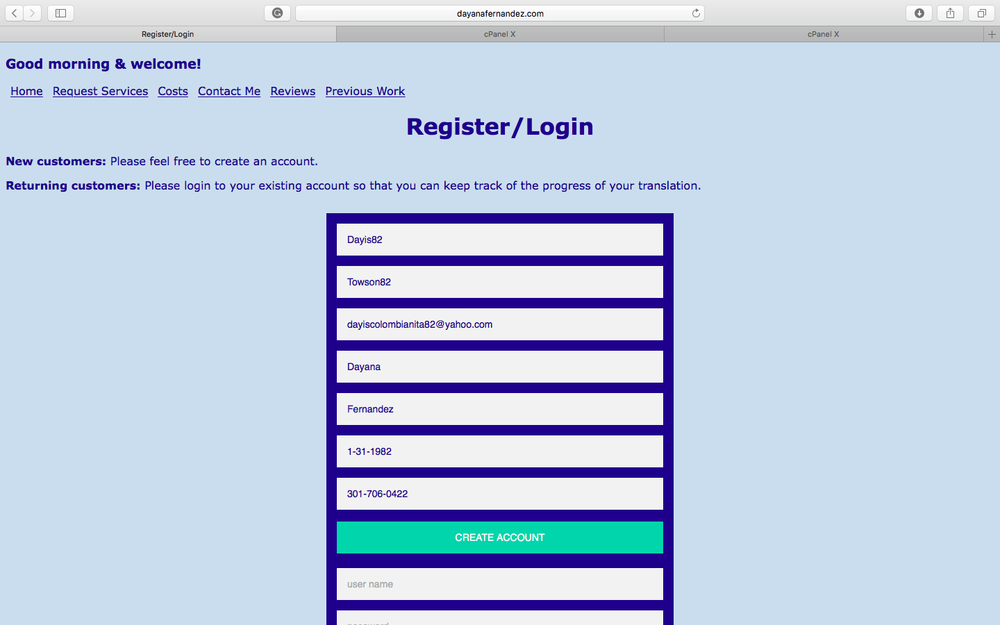 dayanafernandez.com
Register/Login
cPanel X
cPanel X
Good morning & welcome!
Home Request Services Costs Contact Me Reviews Previous Work
Register/Login
New customers: Please feel free to create an account.
Returning customers: Please login to your existing account so that you can keep track of the progress of your translation.
Dayis82
Towson82
dayiscolombianita82@yahoo.com
Dayana
Fernandez
1-31-1982
301-706-0422
CREATE ACCOUNT
user name